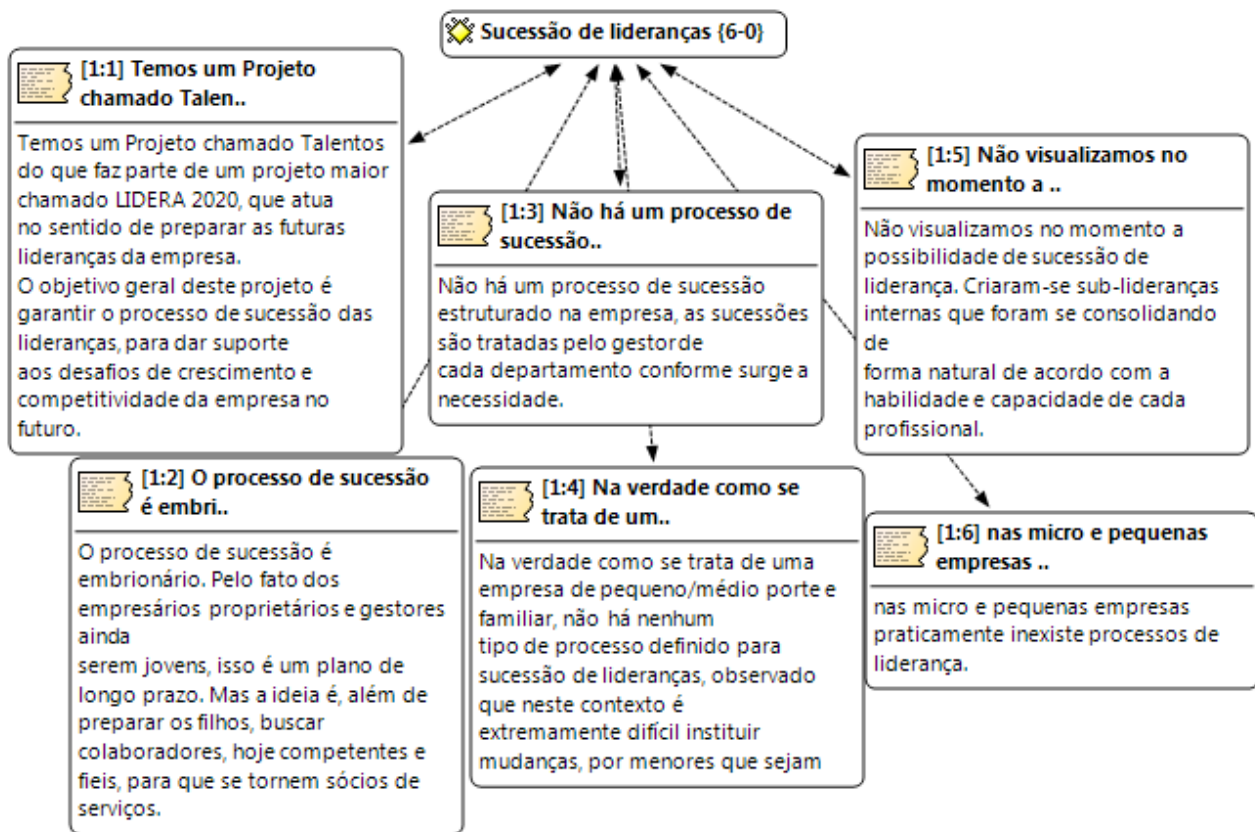 Sucessão de lideranças {6-0}
[1:1] Temos um Projeto
chamado Talen..
Temos um Projeto chamado Talentos
do que faz parte de um projeto maior
chamado LIDERA 2020, que atua
no sentido de preparar as futuras
lideranças da empresa.
O objetivo geral deste projeto é
garantir o processo de sucessão das
lideranças, para dar suporte
aos desafios de crescimento e
competitividade da empresa no
futuro.
[1:3] Não há um processo de
sucessão..
Não há um processo de sucessão
estruturado na empresa, as sucessões
são tratadas pelo gestor de
cada departamento conforme surge a
necessidade.
[1:5] Não visualizamos no
momento a ..
Não visualizamos no momento a
possibilidade de sucessão de
liderança. Criaram-se sub-lideranças
internas que foram se consolidando
de
forma natural de acordo com a
habilidade e capacidade de cada
profissional.
[1:2] O processo de sucessão
é embri..
O processo de sucessão é
embrionário. Pelo fato dos
empresários proprietários e gestores
ainda
serem jovens, isso é um plano de
longo prazo. Mas a ideia é, além de
preparar os filhos, buscar
colaboradores, hoje competentes e
fieis, para que se tornem sócios de
serviços.
[1:4] Na verdade como se
trata de um..
Na verdade como se trata de uma
empresa de pequeno/médio porte e
familiar, não há nenhum
tipo de processo definido para
sucessão de lideranças, observado
que neste contexto é
extremamente difícil instituir
mudanças, por menores que sejam
[1:6] nas micro e pequenas
empresas ..
nas micro e pequenas empresas
praticamente inexiste processos de
liderança.